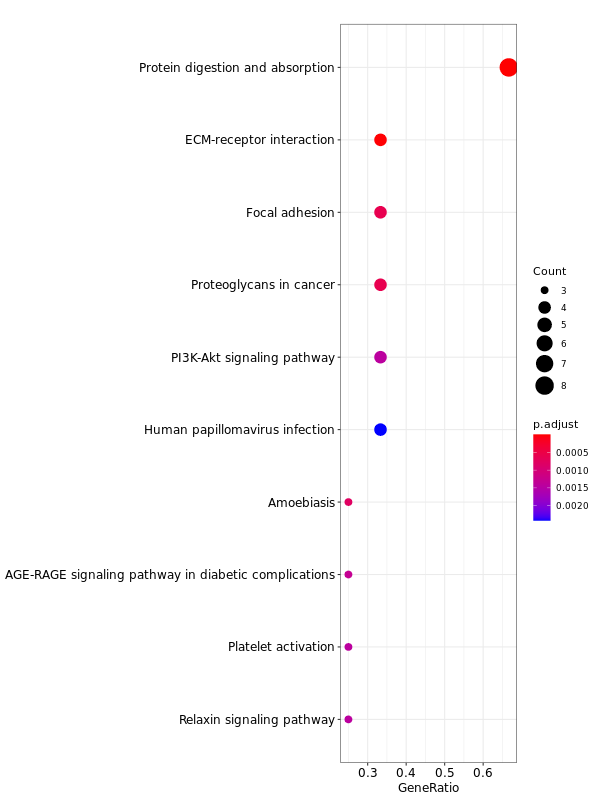 Protein digestion and absorption
ECM-receptor interaction
Focal adhesion
Proteoglycans in cancer
PI3K-Akt signaling pathway
Human papillomavirus infection
Amoebiasis
AGE-RAGE signaling pathway in diabetic complications
Platelet activation
Relaxin signaling pathway
0.3 0.4 0.5 0.6
GeneRatio
Count
3
4
5
6
7
8
p.adjust
0.0005
0.0010
0.0015
0.0020